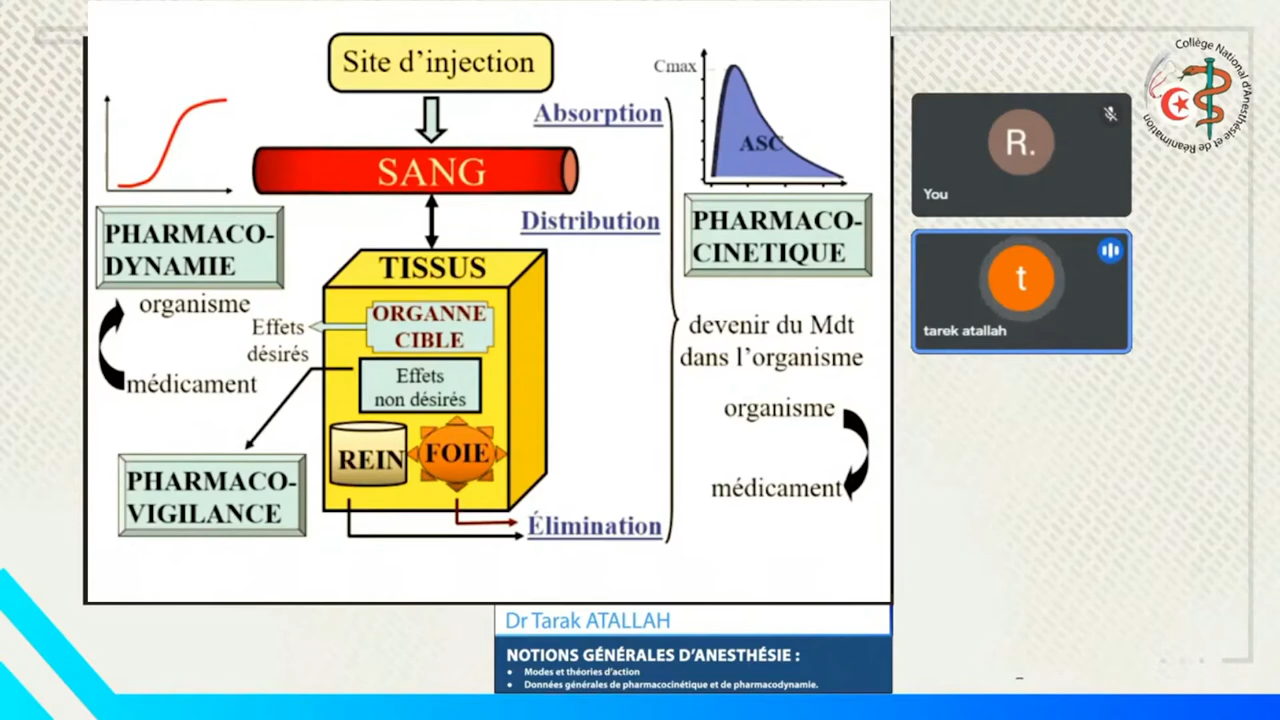 Site d'injection
Absorption
SANG
Distribution
PHARMACO-
DYNAMIE
organisme
médicament
TISSUS
ORGANNE
CIBLE
Effets
désirés
Effets
non désirés
REIN
FOIE
PHARMACO-
VIGILANCE
Élimination
Cmax
ASC
PHARMACO-
CINETIQUE
devenir du Mdt
dans l'organisme
organisme
médicament
R.
You
t
tarek atallah
Collège National d'Anesthésie et de Réanimation
Dr Tarak ATALLAH
NOTIONS GÉNÉRALES D'ANESTHÉSIE :
• Modes et théories d'action
• Données générales de pharmacocinétique et de pharmacodynamie.